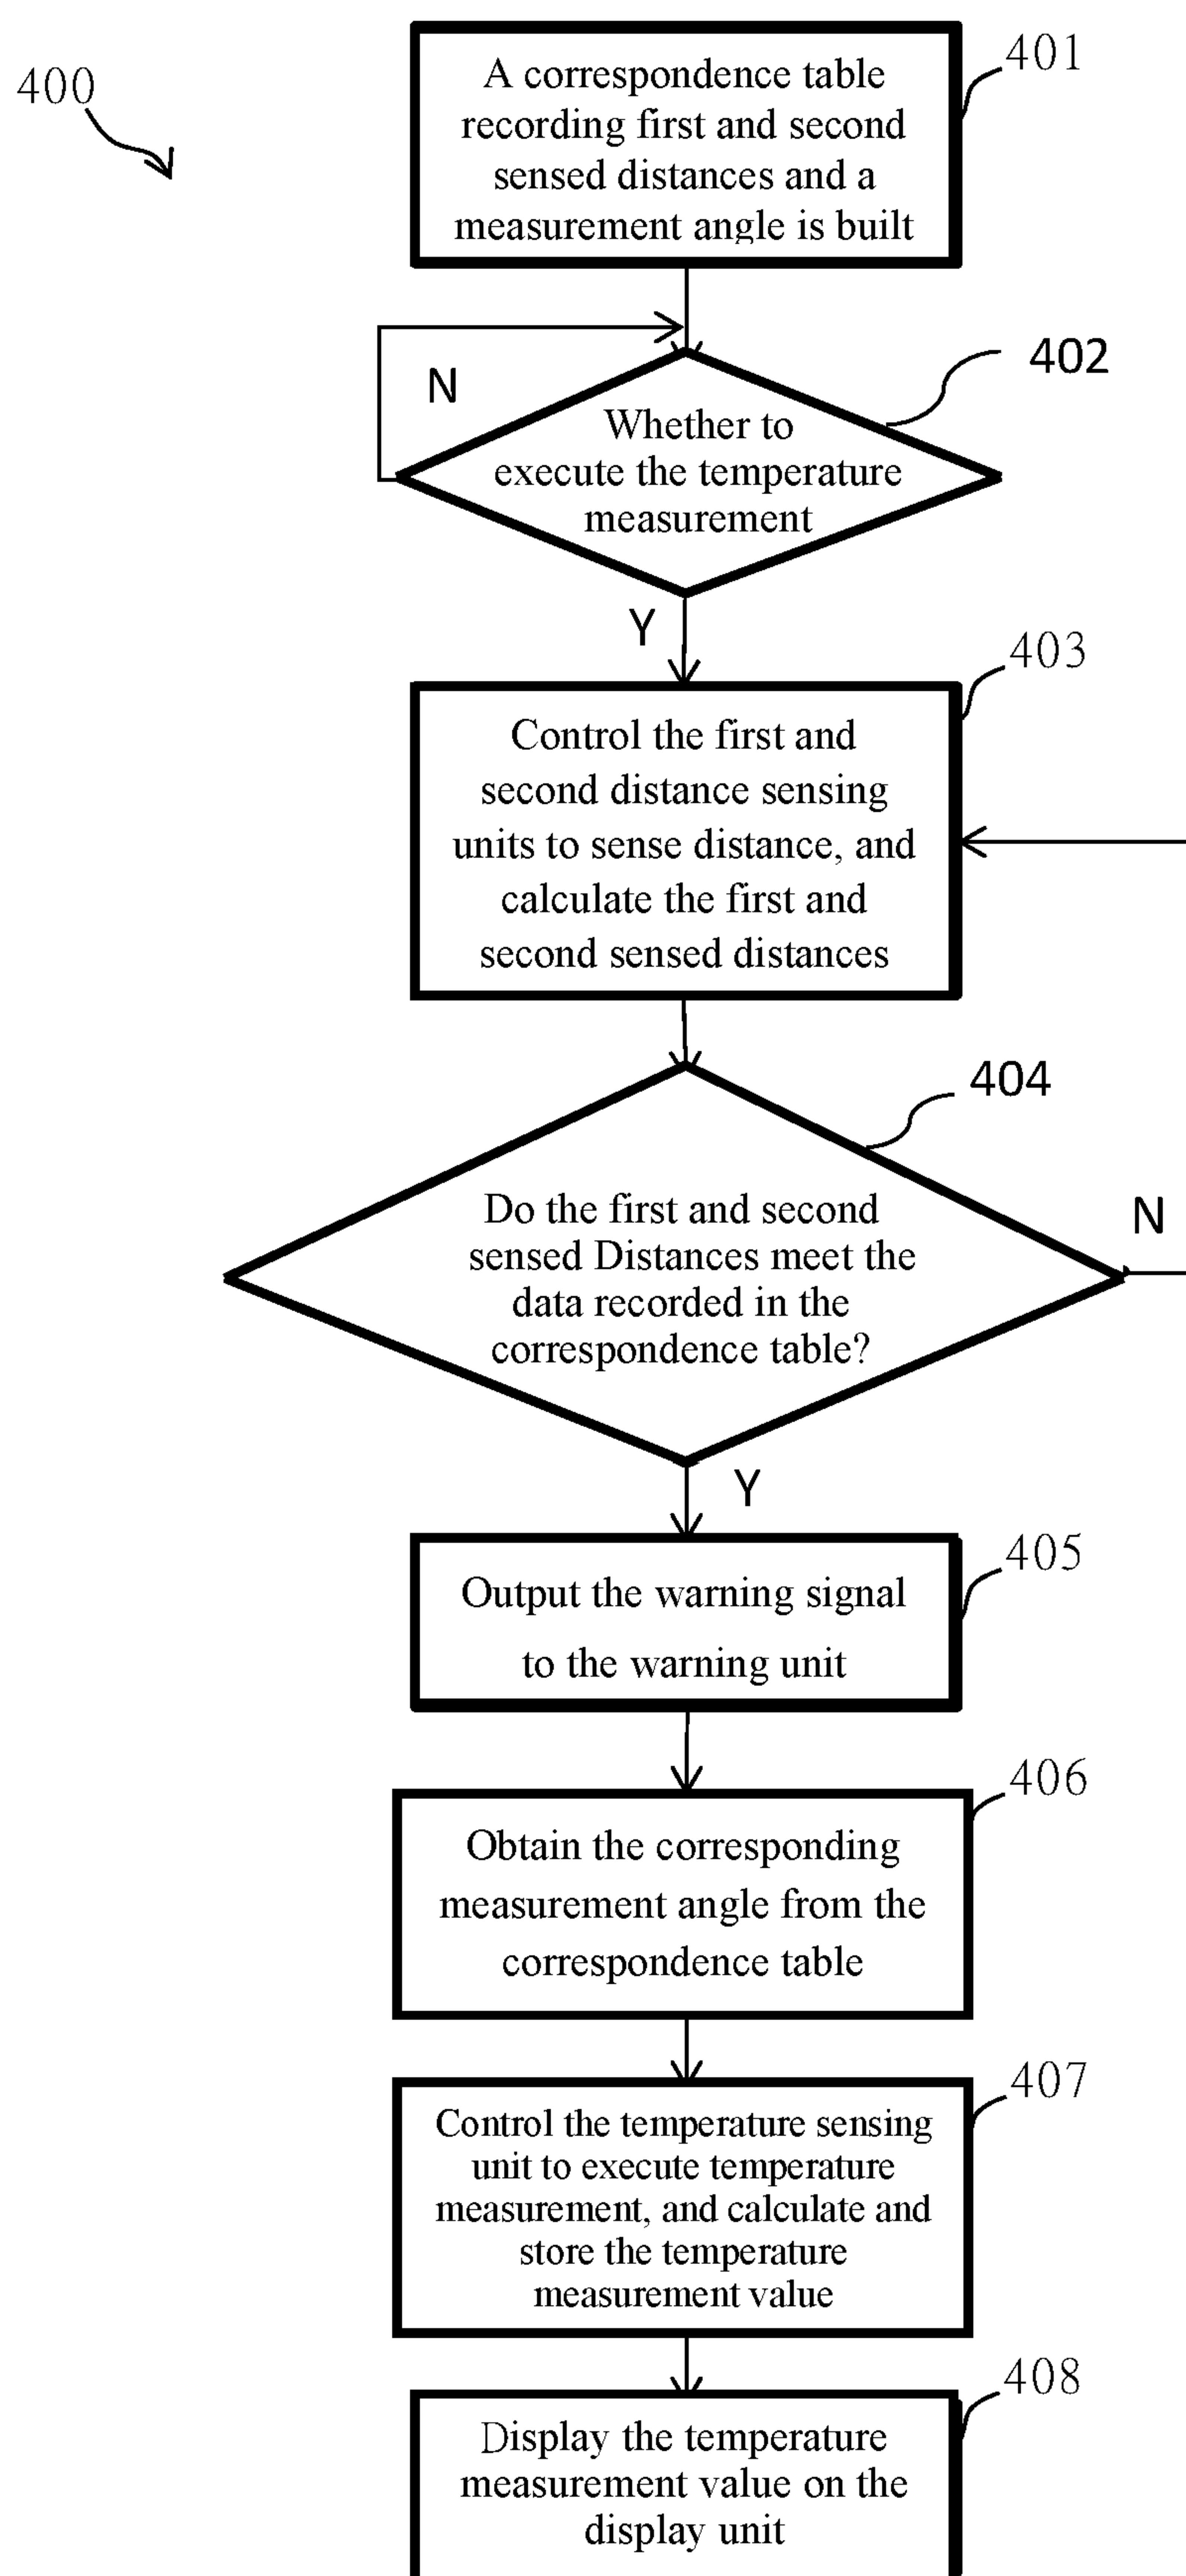 400
401
A correspondence table
recording first and second
sensed distances and a
measurement angle is built
402
N
Whether to
execute the temperature
measurement
Y
403
Control the first and
second distance sensing
units to sense distance, and
calculate the first and
second sensed distances
404
N
Do the first and second
sensed Distances meet the
data recorded in the
correspondence table?
Y
405
Output the warning signal
to the warning unit
406
Obtain the corresponding
measurement angle from the
correspondence table
407
Control the temperature sensing
unit to execute temperature
measurement, and calculate and
store the temperature
measurement value
408
Display the temperature
measurement value on the
display unit